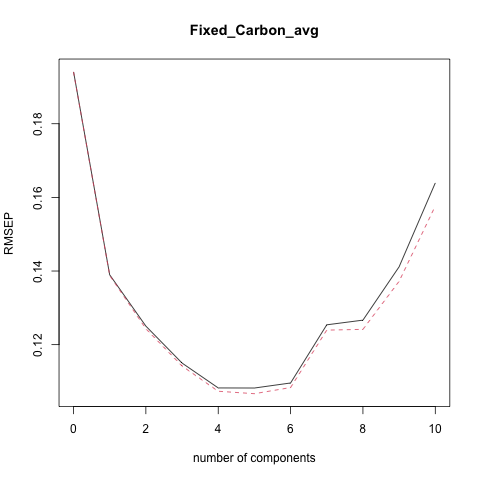 Fixed_Carbon_avg
RMSEP
0.18
0.16
0.14
0.12
0 2 4 6 8 10
number of components